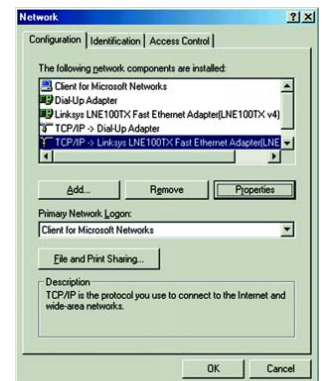 Network
Configuration Identification Access Control
The following network components are installed:
Client for Microsoft Networks
Dial-Up Adapter
Linksys LNE100TX Fast Ethernet Adapter(LNE100TX v4)
TCP/IP -> Dial-Up Adapter
TCP/IP -> Linksys LNE100TX Fast Ethernet Adapter(LNE
Add... Remove Properties
Primary Network Logon:
Client for Microsoft Networks
File and Print Sharing...
Description
TCP/IP is the protocol you use to connect to the Internet and
wide-area networks.
OK Cancel